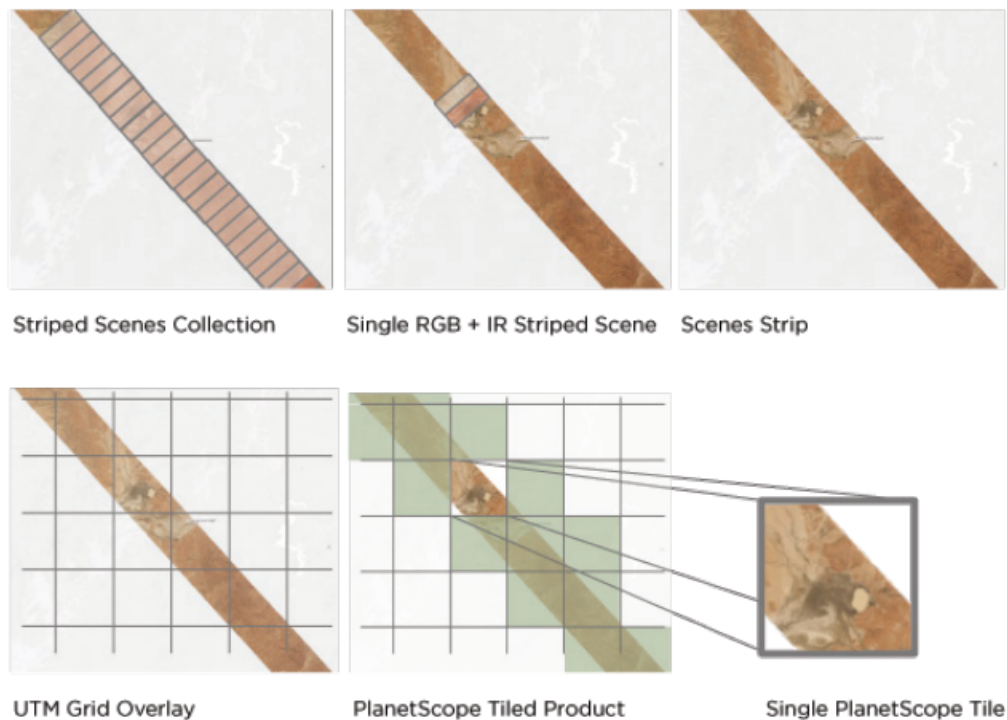 Striped Scenes Collection
Single RGB + IR Striped Scene
Scenes Strip
UTM Grid Overlay
PlanetScope Tiled Product
Single PlanetScope Tile